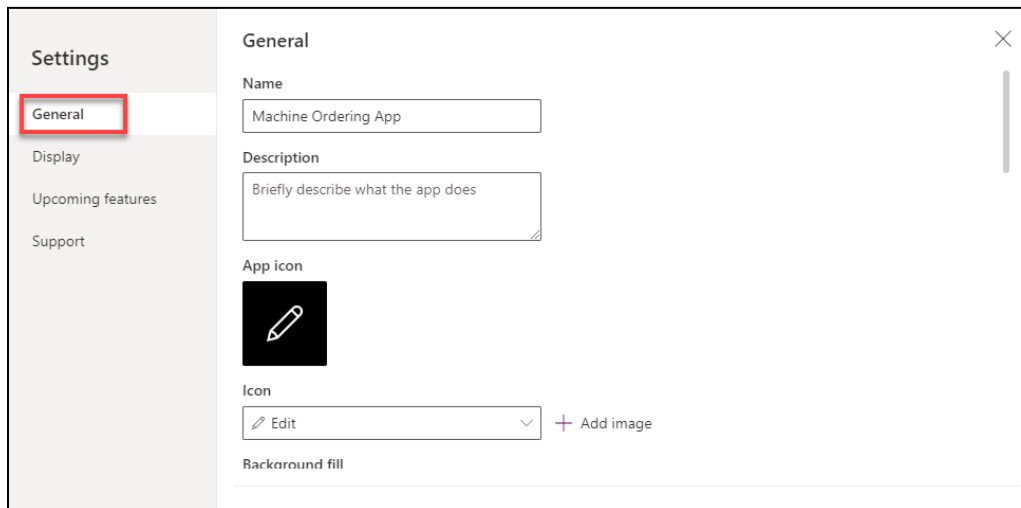 Settings
General
Display
Upcoming features
Support
General
Name
Machine Ordering App
Description
Briefly describe what the app does
App icon
Icon
Edit
Add image
Background fill